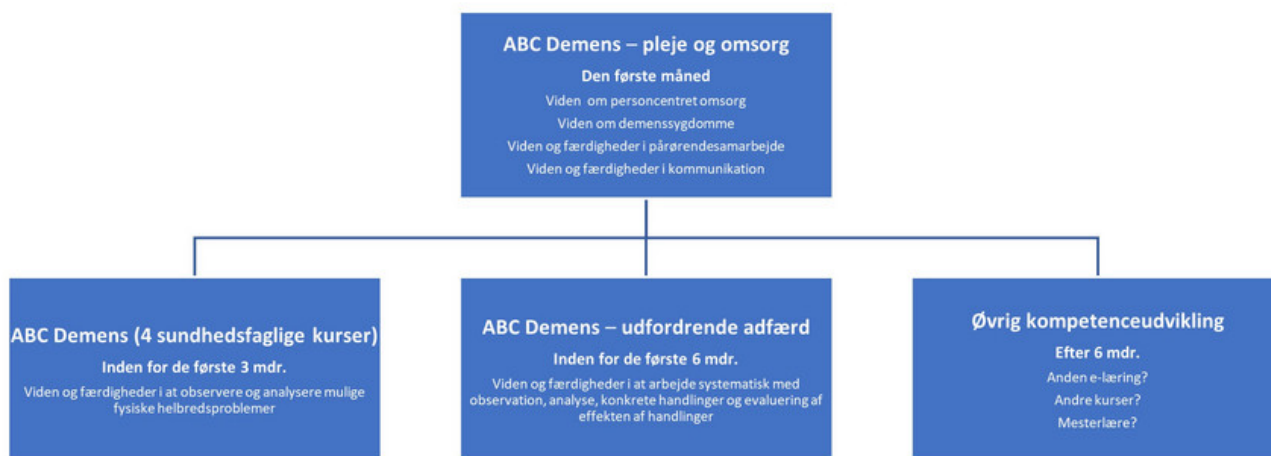 ABC Demens – pleje og omsorg
Den første måned
Viden om personcentret omsorg
Viden om demenssygdomme
Viden og færdigheder i pårørendesamarbejde
Viden og færdigheder i kommunikation
ABC Demens (4 sundhedsfaglige kurser)
Inden for de første 3 mdr.
Viden og færdigheder i at observere og analysere mulige
fysiske helbredsproblemer
ABC Demens – udfordrende adfærd
Inden for de første 6 mdr.
Viden og færdigheder i at arbejde systematisk med
observation, analyse, konkrete handlinger og evaluering af
effekten af handlinger
Øvrig kompetenceudvikling
Efter 6 mdr.
Anden e-læring?
Andre kurser?
Mesterlære?